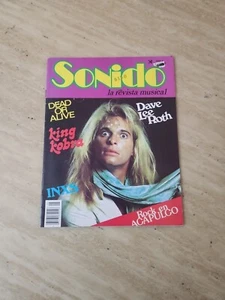 SONIDO
la revista musical
DEAD
OR
ALIVE
Dave
Lee
Roth
king
kobra
INXS
Rock en
ACAPULCO